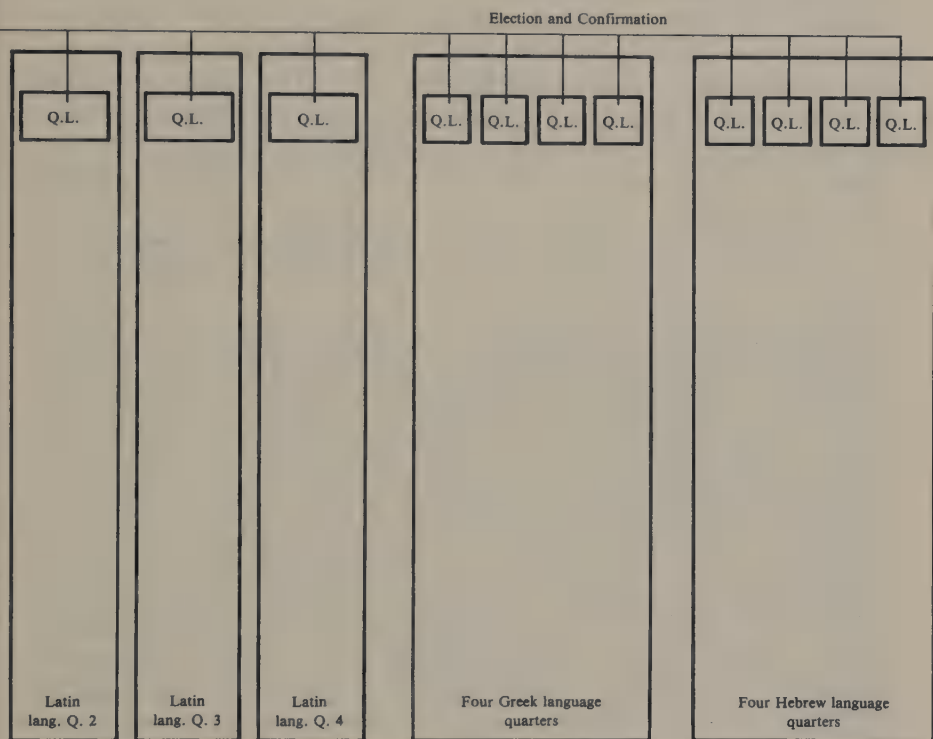 Election and Confirmation
Q.L. Q.L. Q.L. Q.L. Q.L. Q.L. Q.L. Q.L. Q.L. Q.L. Q.L.
Latin
lang. Q. 2
Latin
lang. Q. 3
Latin
lang. Q. 4
Four Greek language
quarters
Four Hebrew language
quarters